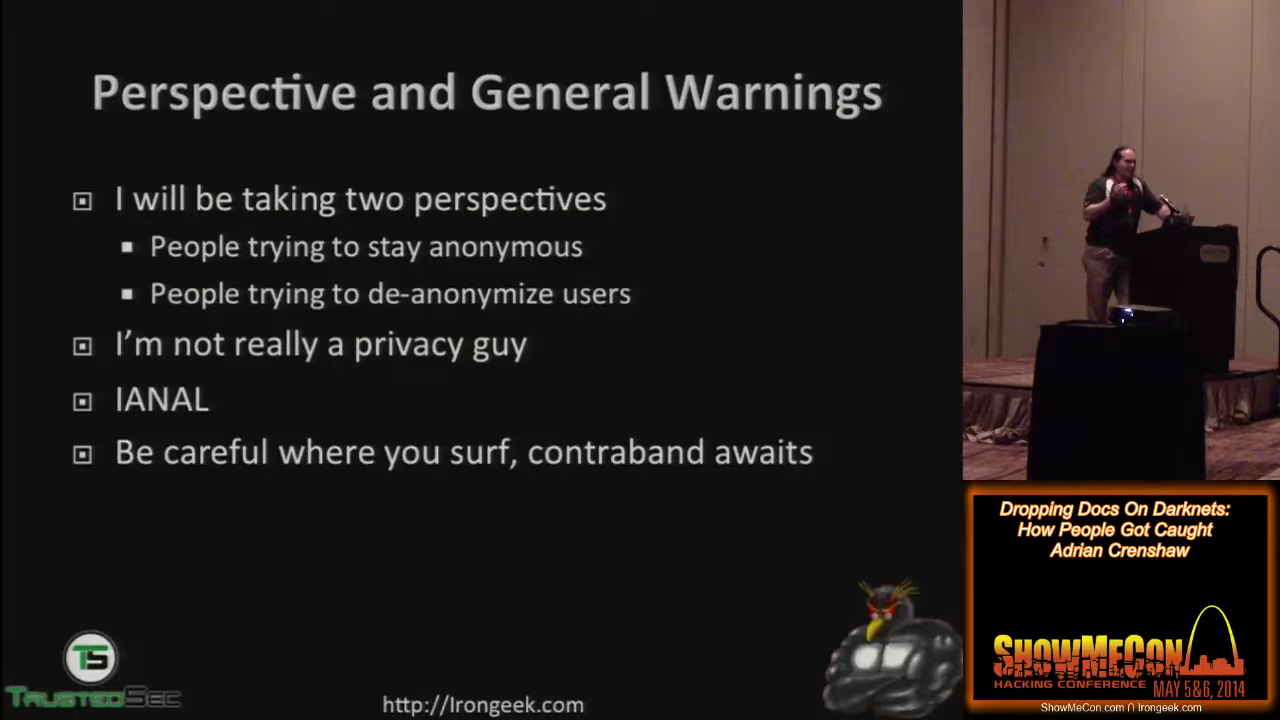 Perspective and General Warnings
I will be taking two perspectives
People trying to stay anonymous
People trying to de-anonymize users
I'm not really a privacy guy
IANAL
Be careful where you surf, contraband awaits
TS
TRUSTEDSEC
http://Irongeek.com
Dropping Docs On Darknets:
How People Got Caught
Adrian Crenshaw
SHOWMECON
HACKING CONFERENCE MAY 5&6, 2014
ShowMeCon.com ∩ Irongeek.com